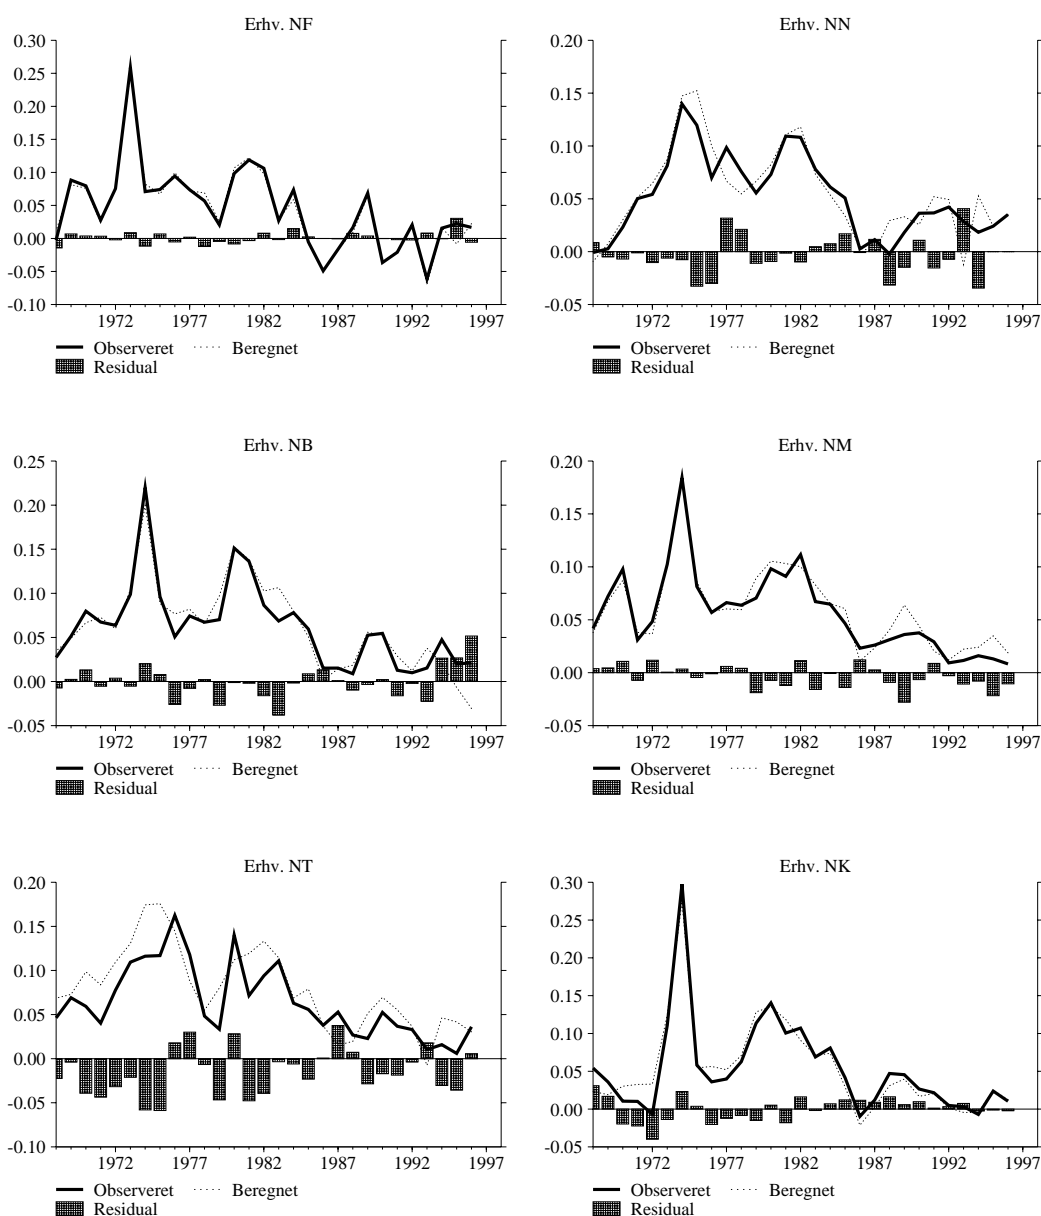 Erhv. NF
0.30
0.25
0.20
0.15
0.10
0.05
0.00
-0.05
-0.10
1972 1977 1982 1987 1992 1997
Observeret Beregnet
Residual
Erhv. NN
0.20
0.15
0.10
0.05
0.00
-0.05
1972 1977 1982 1987 1992 1997
Observeret Beregnet
Residual
Erhv. NB
0.25
0.20
0.15
0.10
0.05
0.00
-0.05
1972 1977 1982 1987 1992 1997
Observeret Beregnet
Residual
Erhv. NM
0.20
0.15
0.10
0.05
0.00
-0.05
1972 1977 1982 1987 1992 1997
Observeret Beregnet
Residual
Erhv. NT
0.20
0.15
0.10
0.05
0.00
-0.05
-0.10
1972 1977 1982 1987 1992 1997
Observeret Beregnet
Residual
Erhv. NK
0.30
0.25
0.20
0.15
0.10
0.05
0.00
-0.05
1972 1977 1982 1987 1992 1997
Observeret Beregnet
Residual